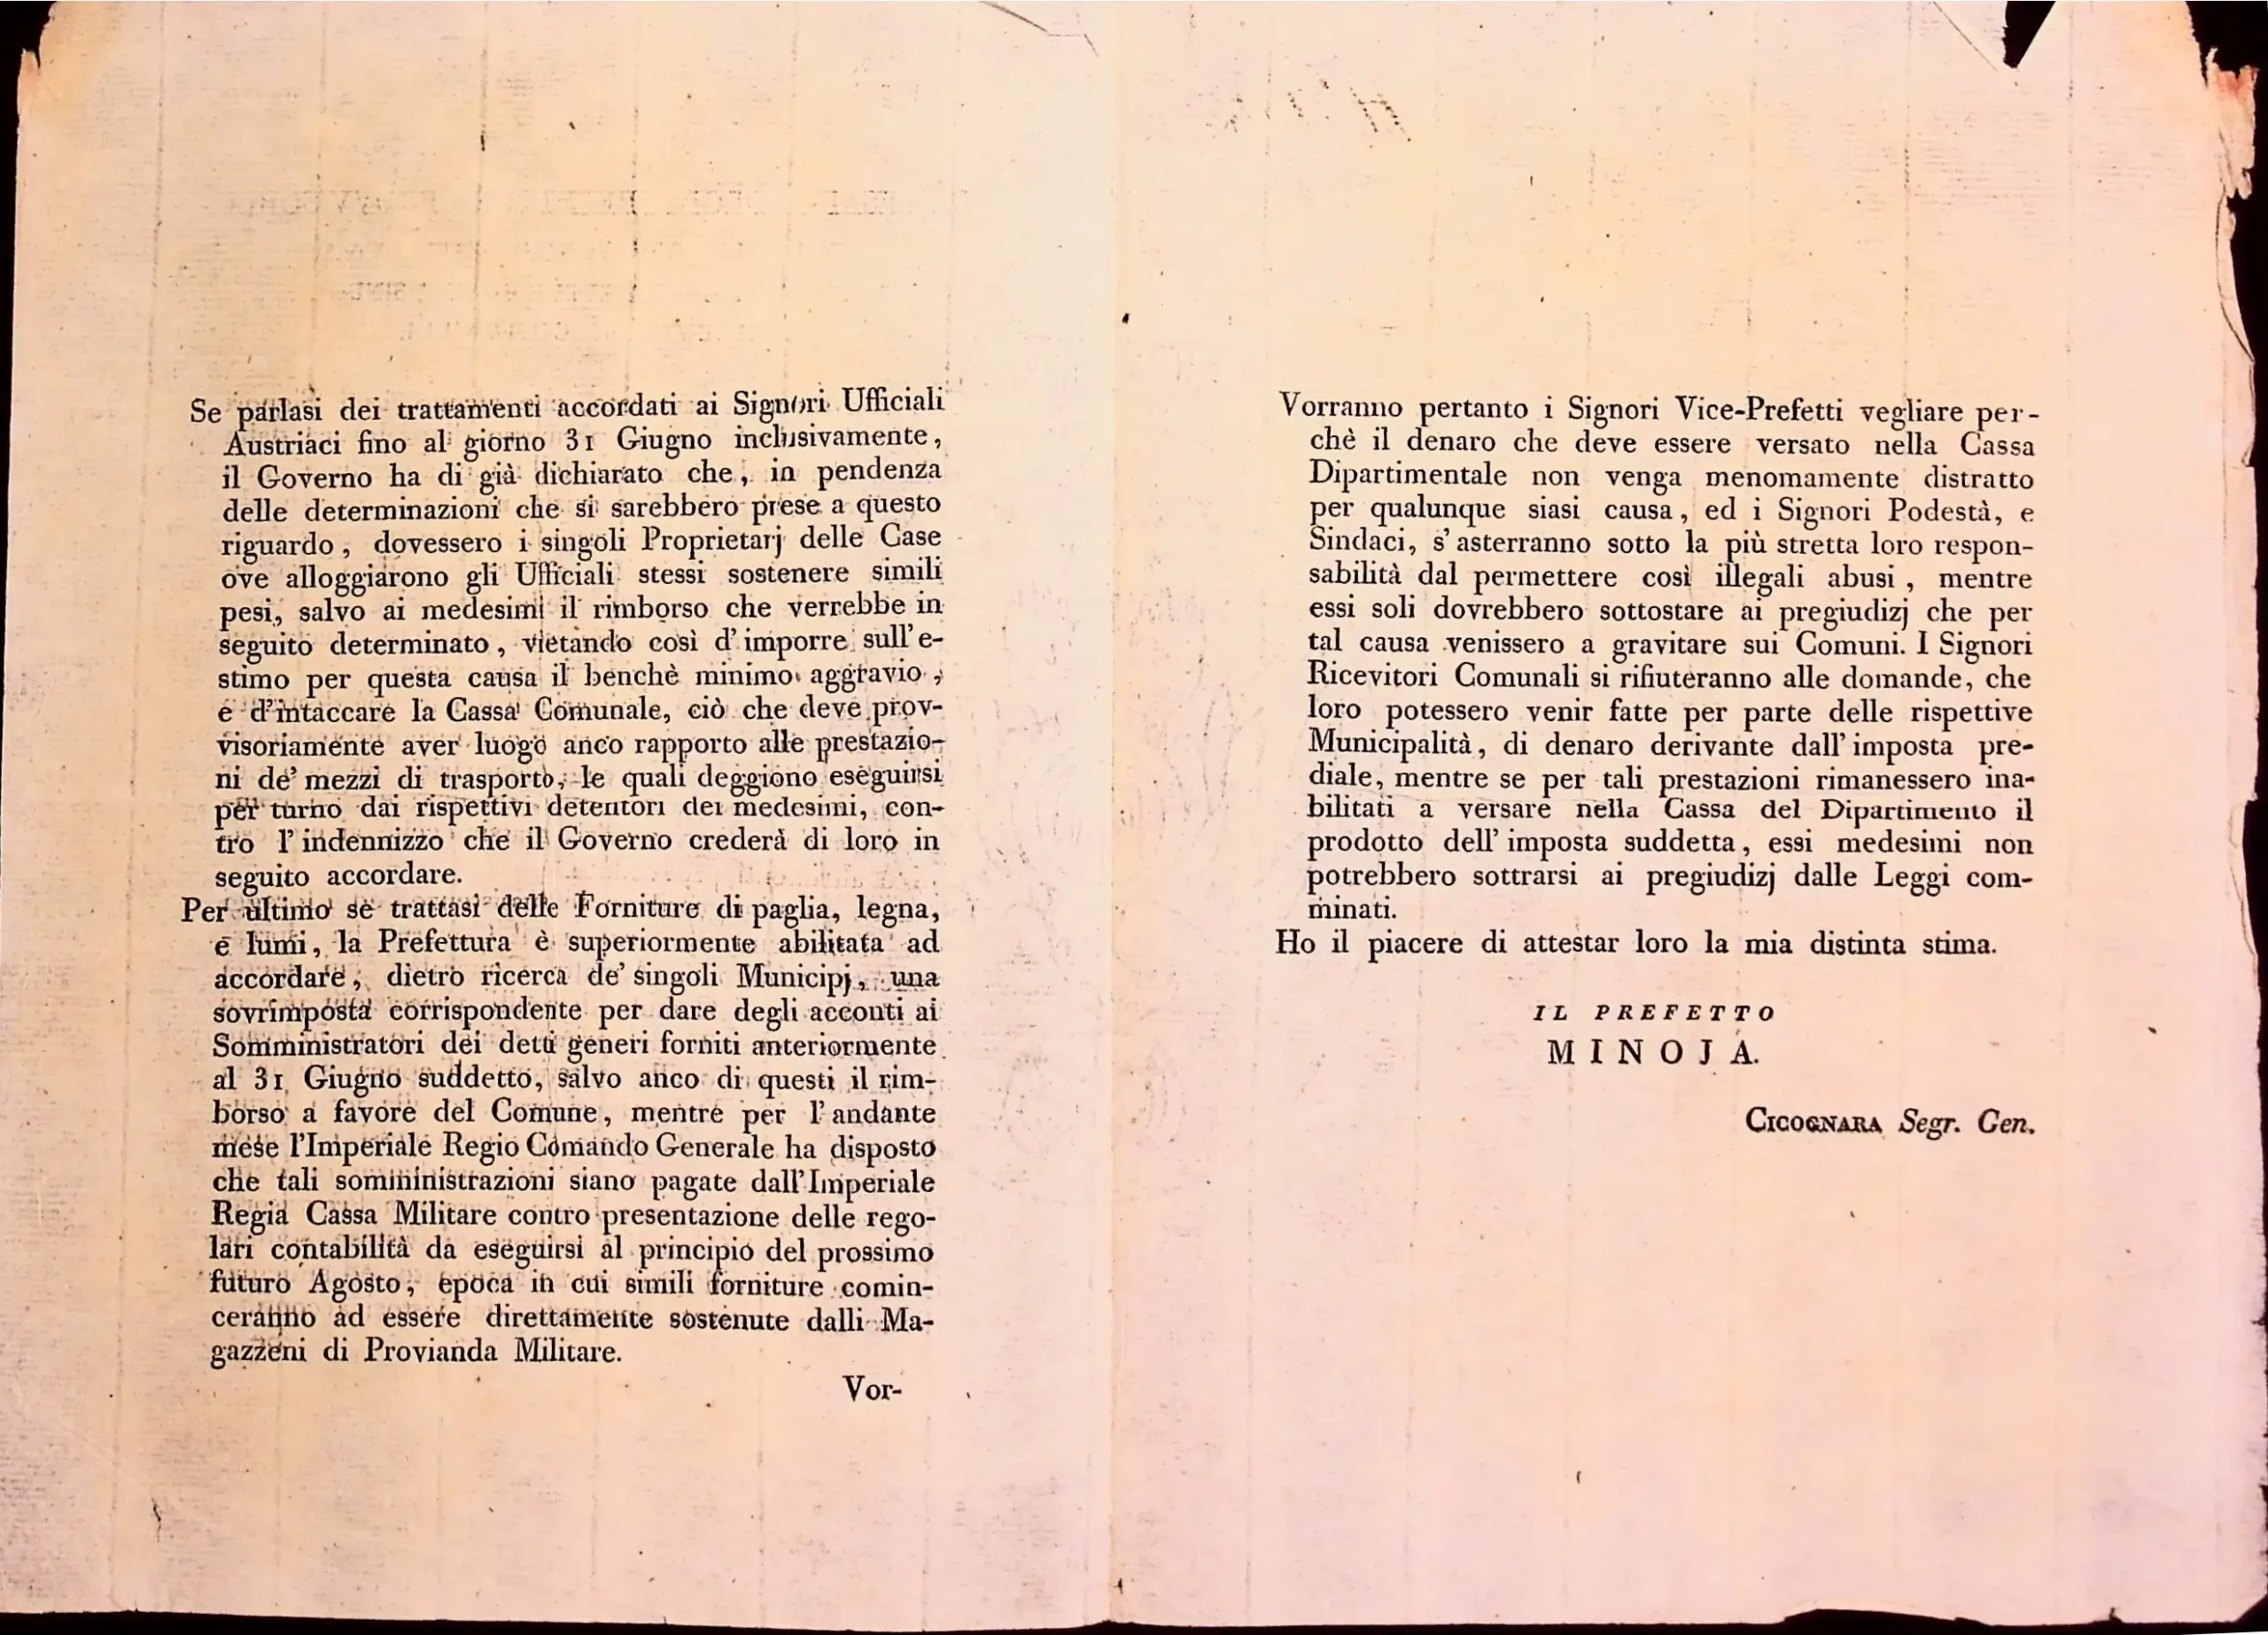 Se parlasi dei trattamenti accordati ai Signori Ufficiali
Austriaci fino al giorno 31 Giugno inclusivamente,
il Governo ha di già dichiarato che, in pendenza
delle determinazioni che si sarebbero prese a questo
riguardo, dovessero i singoli Proprietarj delle Case
ove alloggiarono gli Ufficiali stessi sostenere simili
pesi, salvo ai medesimi il rimborso che verrebbe in
seguito determinato, vietando così d'imporre sull'e-
stimo per questa causa il benchè minimo aggravio,
e d'intaccare la Cassa Comunale, ciò che deve prov-
visoriamente aver luogo anco rapporto alle prestazio-
ni de' mezzi di trasporto, le quali deggiono eseguirsi
per turno dai rispettivi detentori dei medesimi, con-
tro l'indennizzo che il Governo crederà di loro in
seguito accordare.
Per ultimo se trattasi delle Forniture di paglia, legna,
e lumi, la Prefettura è superiormente abilitata ad
accordare, dietro ricerca de' singoli Municipj, una
sovrimposta corrispondente per dare degli acconti ai
Somministratori dei detti generi forniti anteriormente
al 31 Giugno suddetto, salvo anco di questi il rim-
borso a favore del Comune, mentre per l'andante
mese l'Imperiale Regio Comando Generale ha disposto
che tali somministrazioni siano pagate dall'Imperiale
Regia Cassa Militare contro presentazione delle rego-
lari contabilità da eseguirsi al principio del prossimo
futuro Agosto, epoca in cui simili forniture comin-
ceranno ad essere direttamente sostenute dalli Ma-
gazzeni di Provianda Militare.
Vor-
Vorranno pertanto i Signori Vice-Prefetti vegliare per-
chè il denaro che deve essere versato nella Cassa
Dipartimentale non venga menomamente distratto
per qualunque siasi causa, ed i Signori Podestà, e
Sindaci, s'asterranno sotto la più stretta loro respon-
sabilità dal permettere così illegali abusi, mentre
essi soli dovrebbero sottostare ai pregiudizj che per
tal causa venissero a gravitare sui Comuni. I Signori
Ricevitori Comunali si rifiuteranno alle domande, che
loro potessero venir fatte per parte delle rispettive
Municipalità, di denaro derivante dall'imposta pre-
diale, mentre se per tali prestazioni rimanessero ina-
bilitati a versare nella Cassa del Dipartimento il
prodotto dell'imposta suddetta, essi medesimi non
potrebbero sottrarsi ai pregiudizj dalle Leggi com-
minati.
Ho il piacere di attestar loro la mia distinta stima.
IL PREFETTO
MINOJA.
CICOGNARA Segr. Gen.